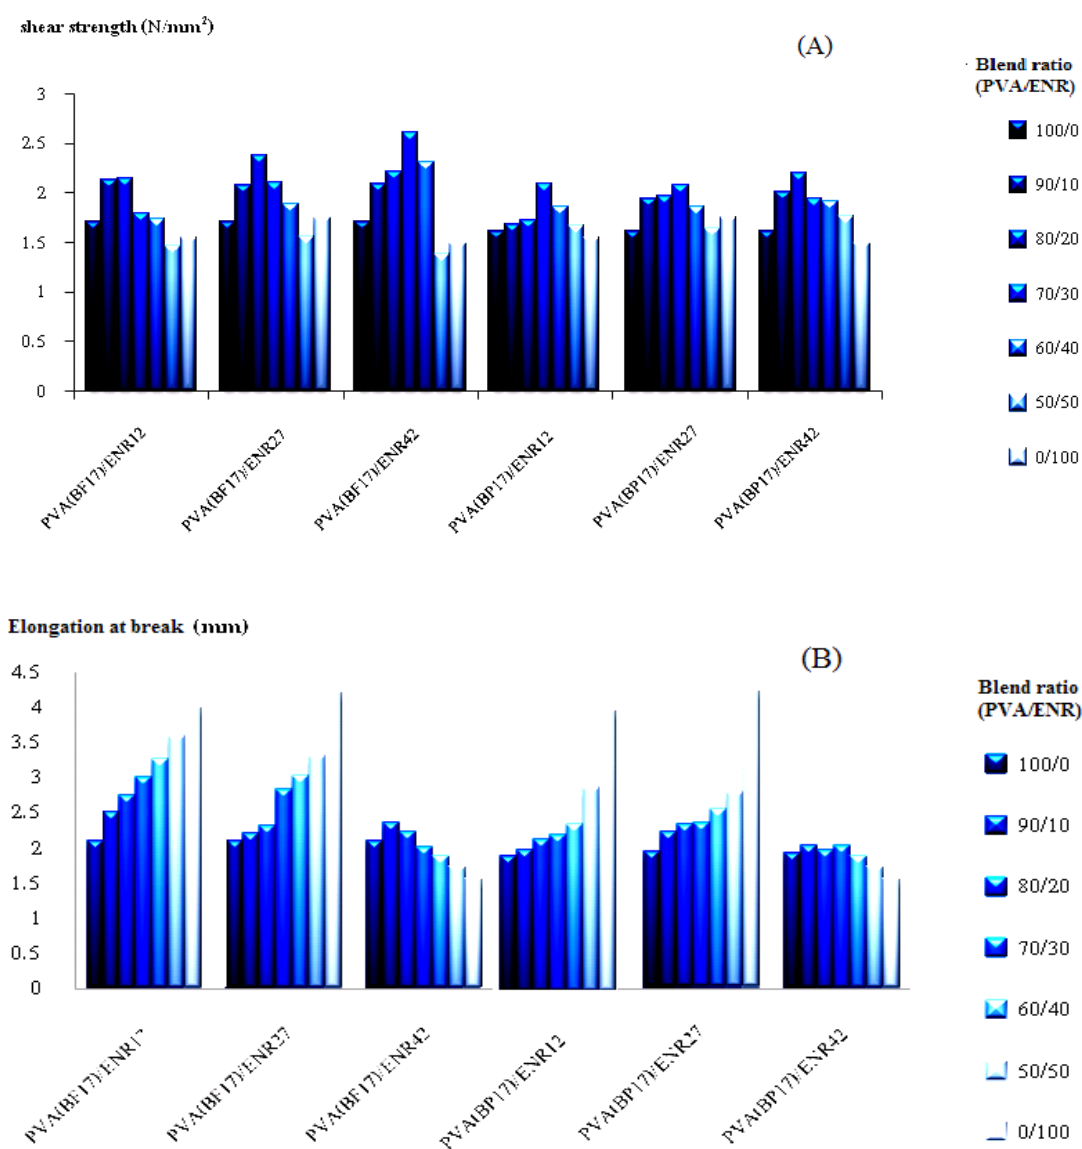 shear strength (N/mm²)
(A)
Blend ratio
(PVA/ENR)
3
2.5
2
1.5
1
0.5
0
100/0
90/10
80/20
70/30
60/40
50/50
0/100
PVA(BF17)/ENR12
PVA(BF17)/ENR27
PVA(BF17)/ENR42
PVA(BP17)/ENR12
PVA(BP17)/ENR27
PVA(BP17)/ENR42
Elongation at break (mm)
(B)
Blend ratio
(PVA/ENR)
4.5
4
3.5
3
2.5
2
1.5
1
0.5
0
100/0
90/10
80/20
70/30
60/40
50/50
0/100
PVA(BF17)/ENR12
PVA(BF17)/ENR27
PVA(BF17)/ENR42
PVA(BP17)/ENR12
PVA(BP17)/ENR27
PVA(BP17)/ENR42